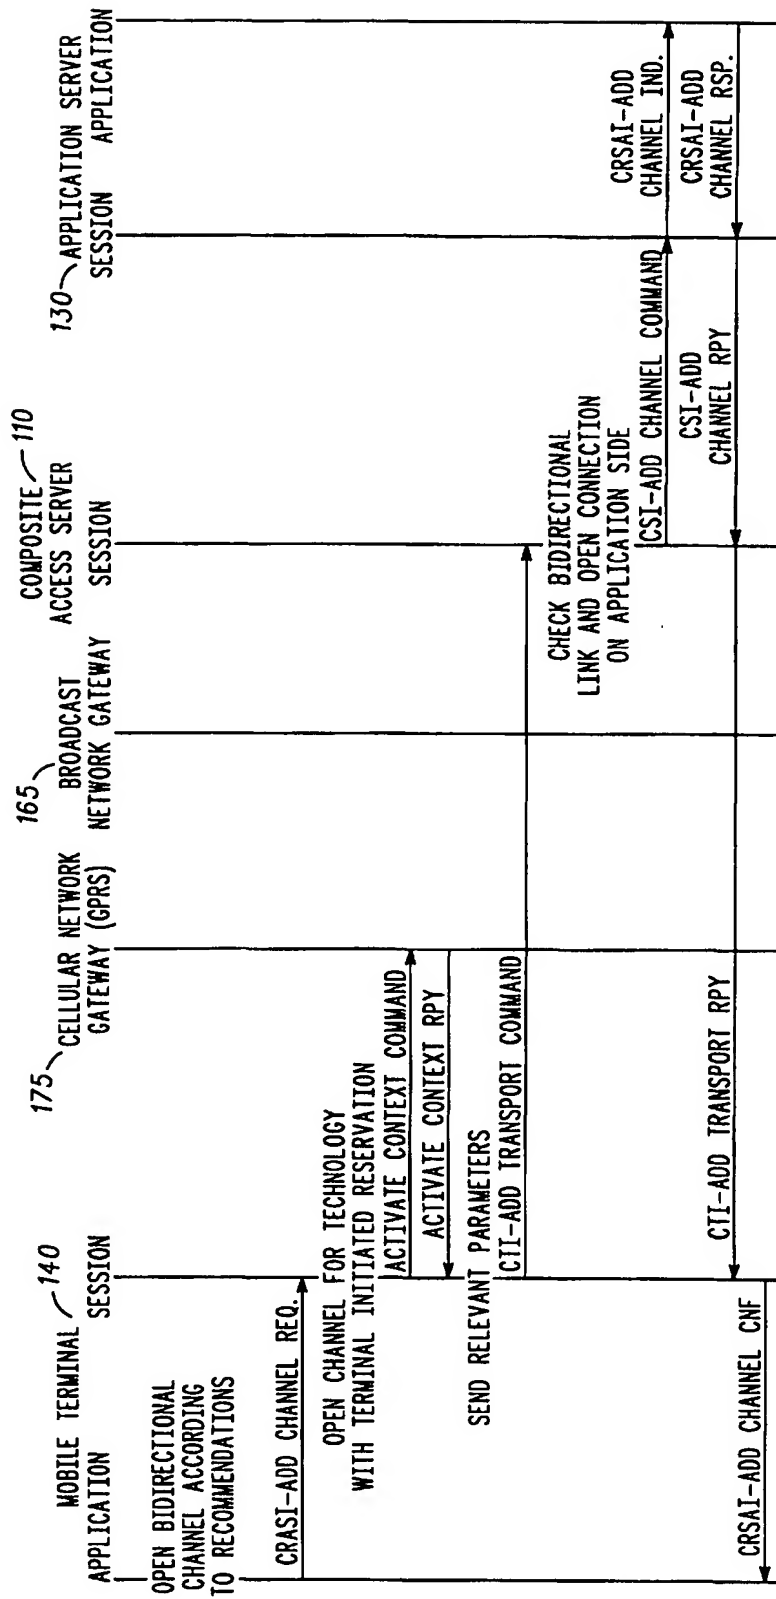 MOBILE TERMINAL 140
APPLICATION
SESSION
175
CELLULAR NETWORK
GATEWAY (GPRS)
165
BROADCAST
NETWORK GATEWAY
COMPOSITE 110
ACCESS SERVER
SESSION
130 APPLICATION SERVER
SESSION
APPLICATION
OPEN BIDIRECTIONAL
CHANNEL ACCORDING
TO RECOMMENDATIONS
CRASI-ADD CHANNEL REQ.
OPEN CHANNEL FOR TECHNOLOGY
WITH TERMINAL INITIATED RESERVATION
ACTIVATE CONTEXT COMMAND
ACTIVATE CONTEXT RPY
SEND RELEVANT PARAMETERS
CTI-ADD TRANSPORT COMMAND
CHECK BIDIRECTIONAL
LINK AND OPEN CONNECTION
ON APPLICATION SIDE
CSI-ADD CHANNEL COMMAND
CRSAI-ADD
CHANNEL IND.
CRSAI-ADD
CHANNEL RSP.
CSI-ADD
CHANNEL RPY
CTI-ADD TRANSPORT RPY
CRSAI-ADD CHANNEL CNF